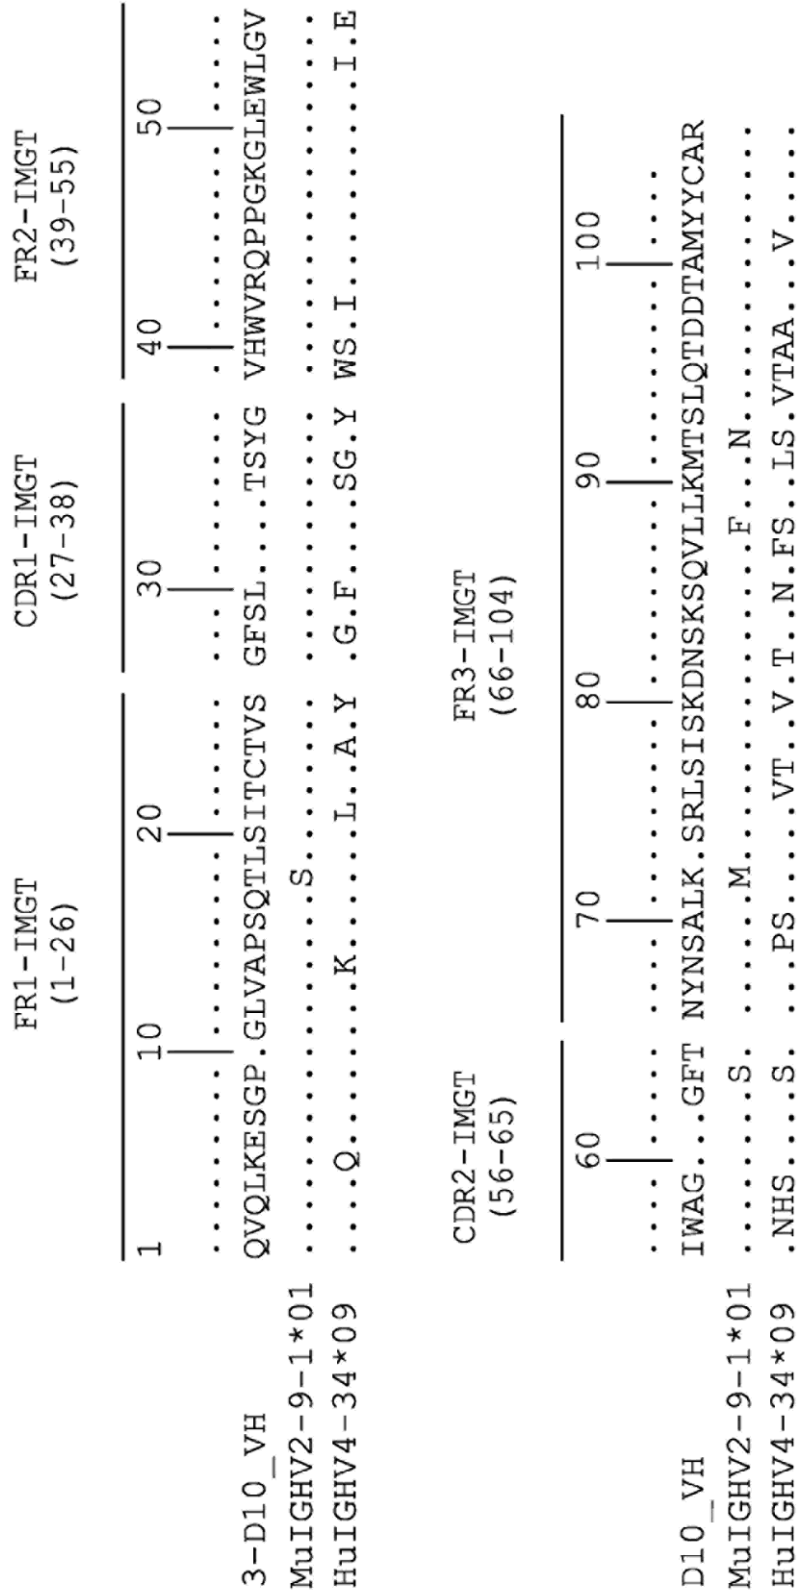 FR1-IMGT CDR1-IMGT FR2-IMGT
(1-26) (27-38) (39-55)
1 10 20 30 40 50
.......................... ............ .................
3-D10_VH QVQLKESGP.GLVAPSQTLSITCTVS GFSL....TSYG VHWVRQPPGKGLEWLGV
MuIGHV2-9-1*01 .................S........ ............ .................
HuIGHV4-34*09 ....Q........K......L..A.Y .G.F....SG.Y WS.I..........I.E
CDR2-IMGT FR3-IMGT
(56-65) (66-104)
60 70 80 90 100
.......... .......................................
D10_VH IWAG...GFT NYNSALK.SRLSISKDNSKSQVLLKMTSLQTDDTAMYYCAR
MuIGHV2-9-1*01 ........S. ......M...............F...N..............
HuIGHV4-34*09 .NHS....S. ...PS.....VT..V.T..N.FS..LS.VTAA...V.....